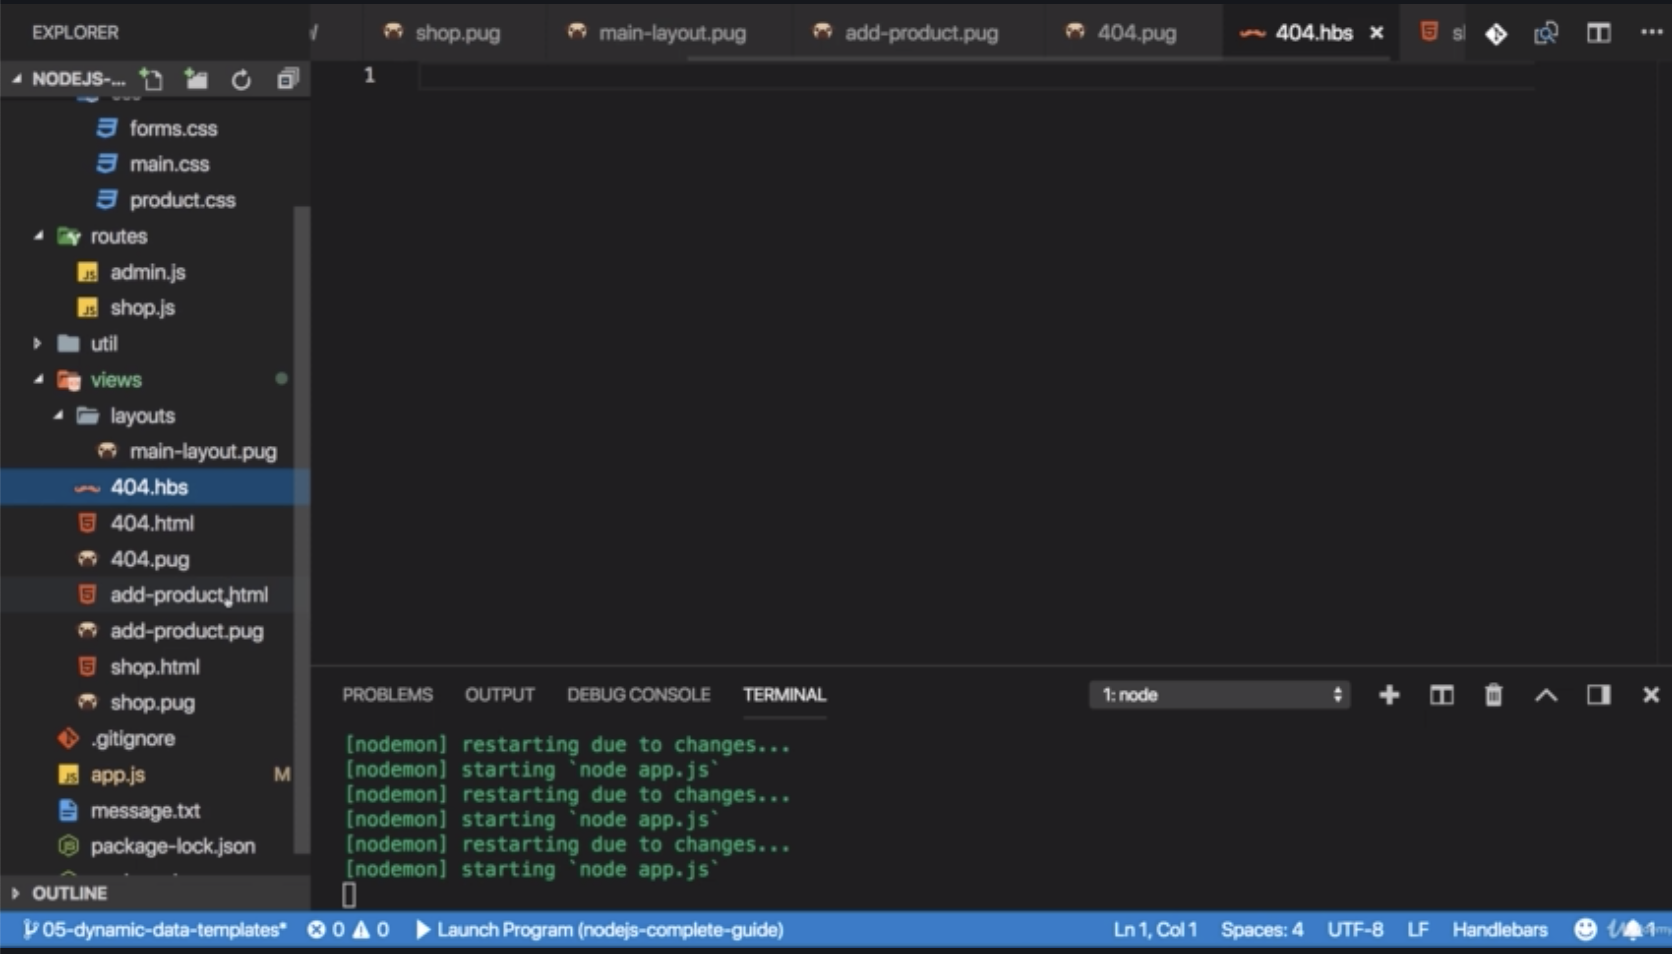 EXPLORER
shop.pug
main-layout.pug
add-product.pug
404.pug
404.hbs
NODEJS-...
1
forms.css
main.css
product.css
routes
admin.js
shop.js
util
views
layouts
main-layout.pug
404.hbs
404.html
404.pug
add-product.html
add-product.pug
shop.html
shop.pug
.gitignore
app.js M
message.txt
package-lock.json
OUTLINE
PROBLEMS OUTPUT DEBUG CONSOLE TERMINAL 1: node
[nodemon] restarting due to changes...
[nodemon] starting `node app.js`
[nodemon] restarting due to changes...
[nodemon] starting `node app.js`
[nodemon] restarting due to changes...
[nodemon] starting `node app.js`
05-dynamic-data-templates* 0 0 Launch Program (nodejs-complete-guide) Ln 1, Col 1 Spaces: 4 UTF-8 LF Handlebars 1